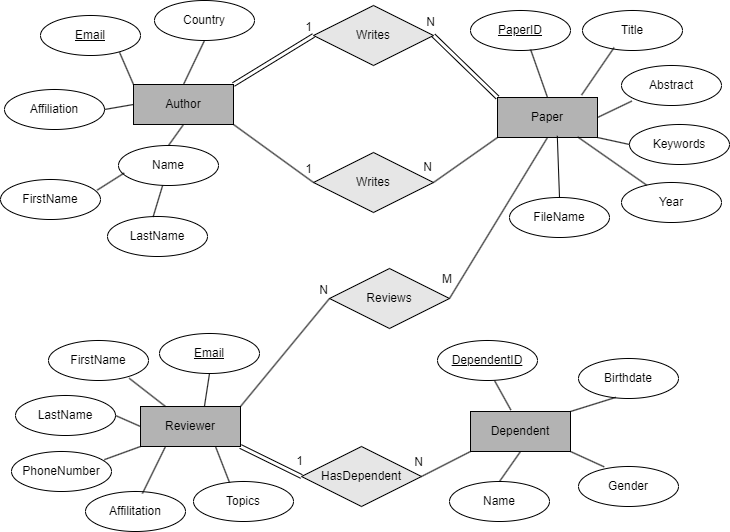 Country
Email
1
Writes
N
PaperID
Title
Affiliation
Author
Paper
Abstract
Keywords
Name
1
Writes
N
FirstName
LastName
FileName
Year
N
Reviews
M
FirstName
Email
DependentID
Birthdate
LastName
Reviewer
Dependent
PhoneNumber
1
HasDependent
N
Affilitation
Topics
Name
Gender